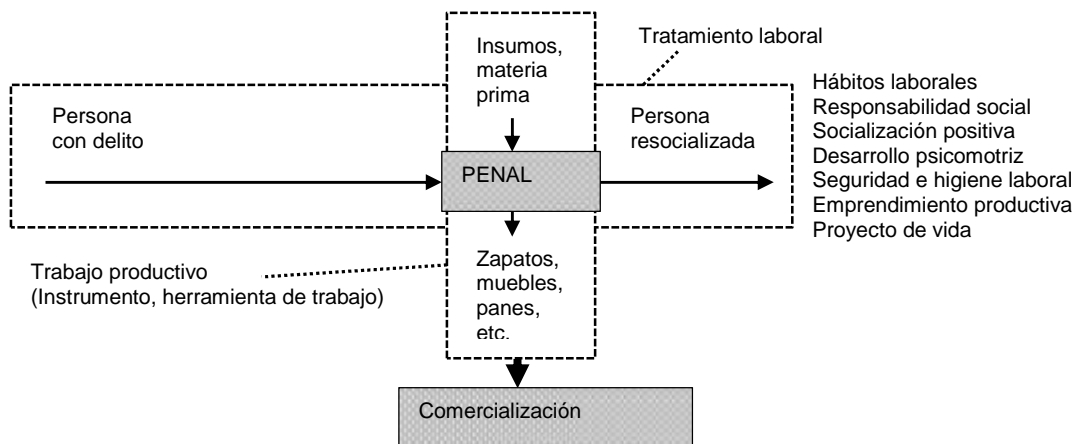 Insumos,
materia
prima
Tratamiento laboral
Persona
con delito
Persona
resocializada
Hábitos laborales
Responsabilidad social
Socialización positiva
Desarrollo psicomotriz
Seguridad e higiene laboral
Emprendimiento productiva
Proyecto de vida
PENAL
Trabajo productivo
(Instrumento, herramienta de trabajo)
Zapatos,
muebles,
panes,
etc.
Comercialización